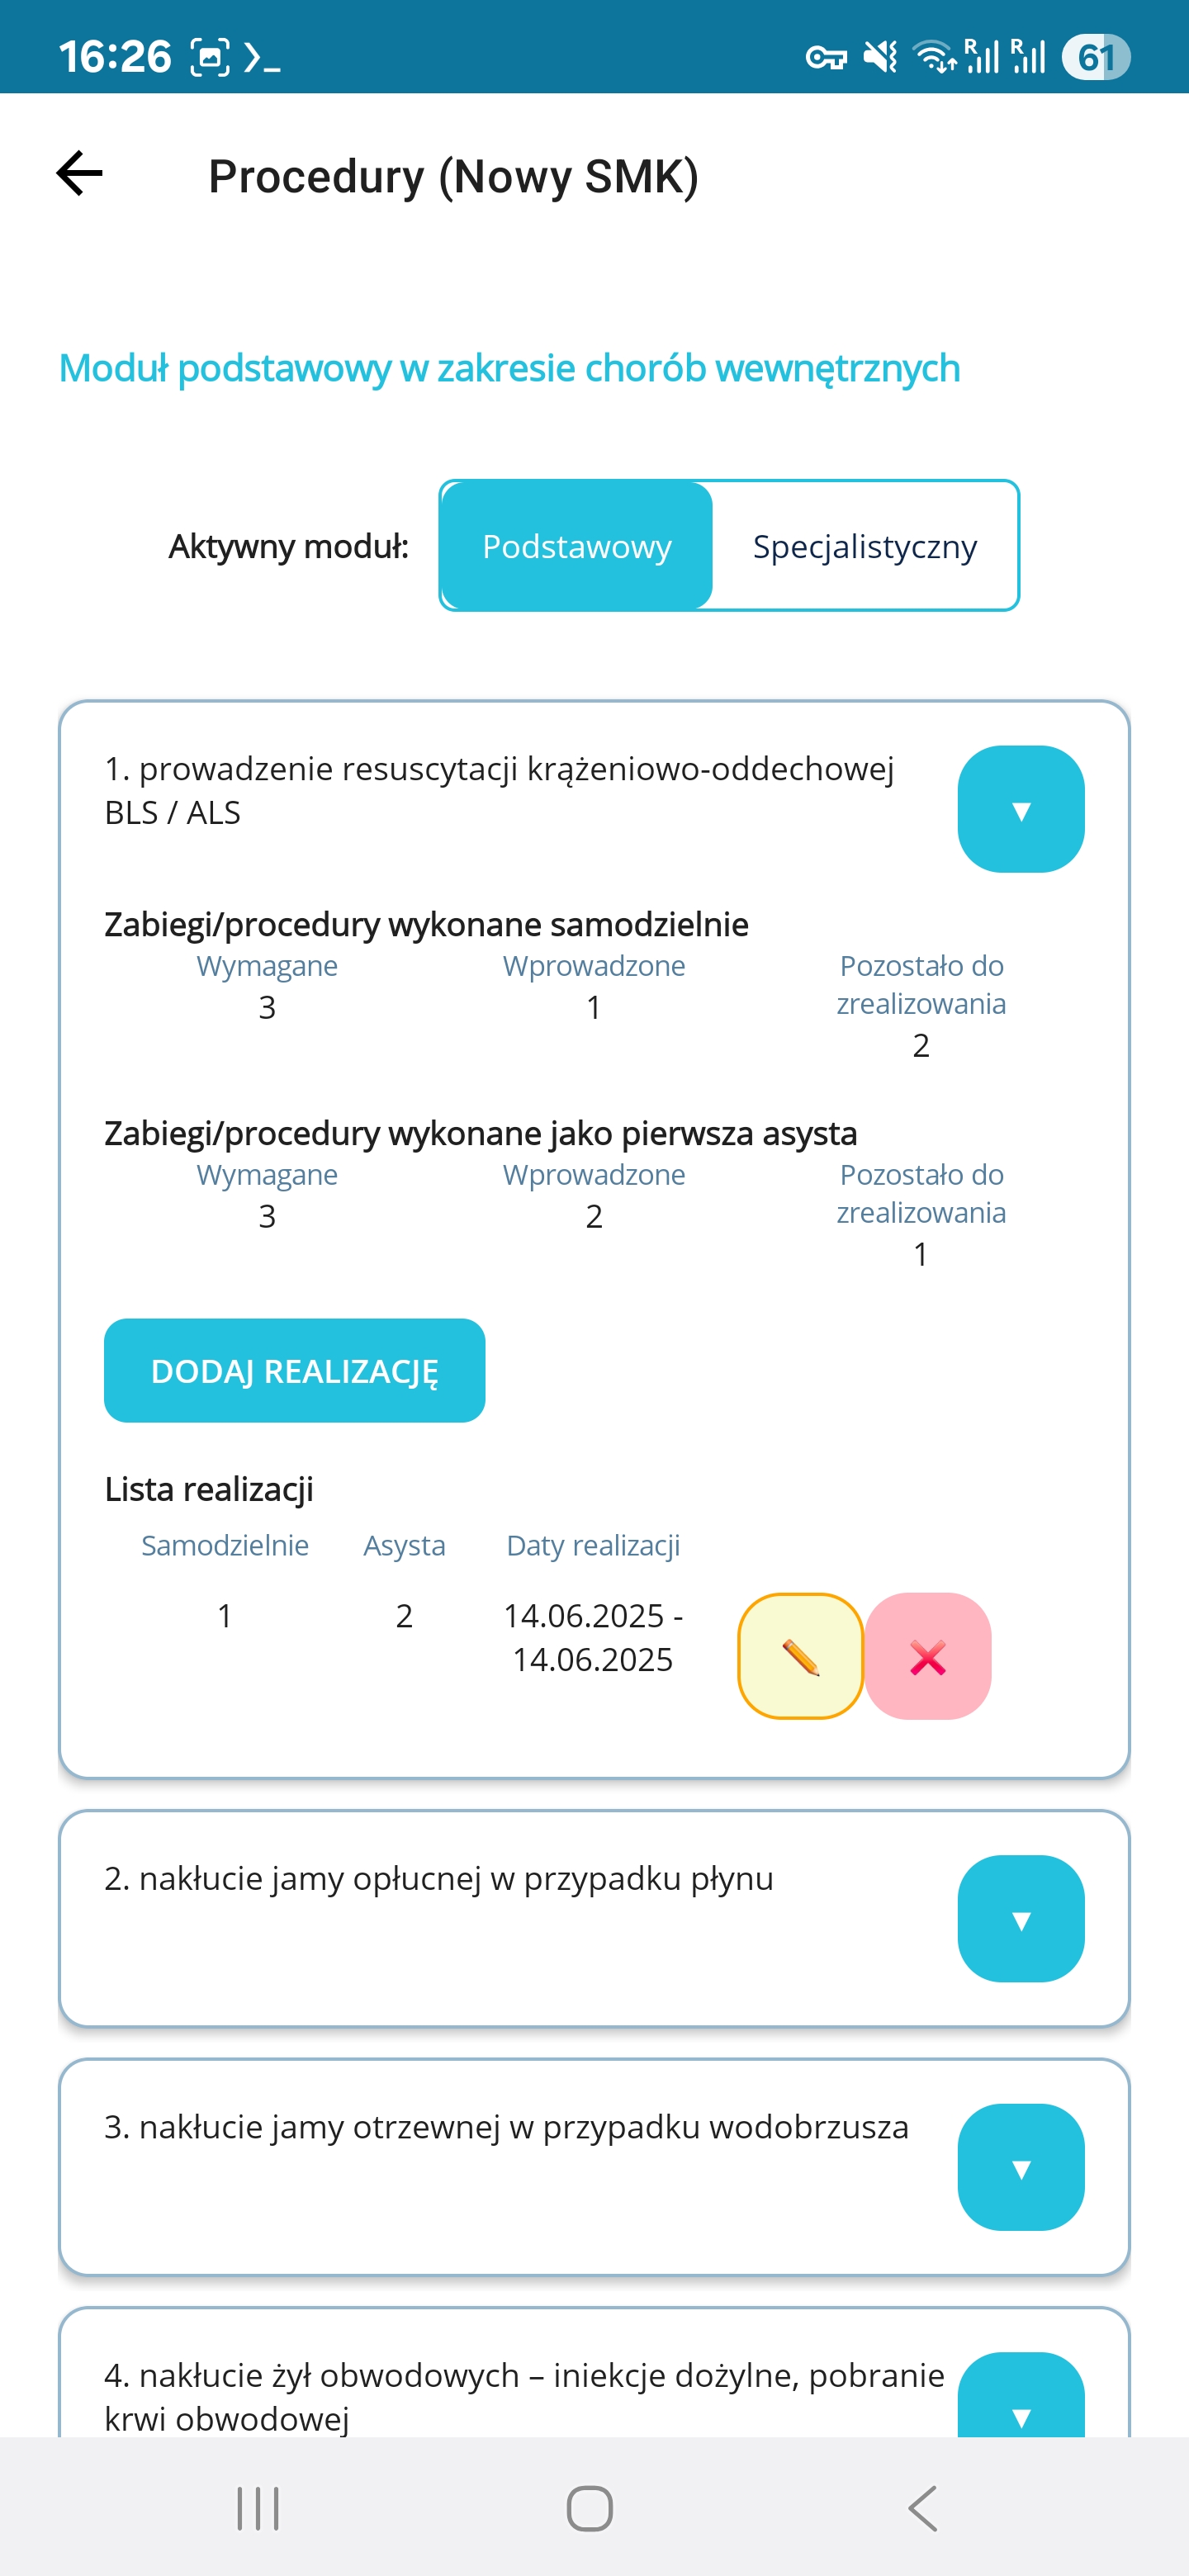 16:26
R R 61
Procedury (Nowy SMK)
Moduł podstawowy w zakresie chorób wewnętrznych
Aktywny moduł: Podstawowy Specjalistyczny
1. prowadzenie resuscytacji krążeniowo-oddechowej
BLS / ALS
Zabiegi/procedury wykonane samodzielnie
Wymagane Wprowadzone Pozostało do
zrealizowania
3 1 2
Zabiegi/procedury wykonane jako pierwsza asysta
Wymagane Wprowadzone Pozostało do
zrealizowania
3 2 1
DODAJ REALIZACJĘ
Lista realizacji
Samodzielnie Asysta Daty realizacji
1 2 14.06.2025 -
14.06.2025
2. nakłucie jamy opłucnej w przypadku płynu
3. nakłucie jamy otrzewnej w przypadku wodobrzusza
4. nakłucie żył obwodowych – iniekcje dożylne, pobranie
krwi obwodowej